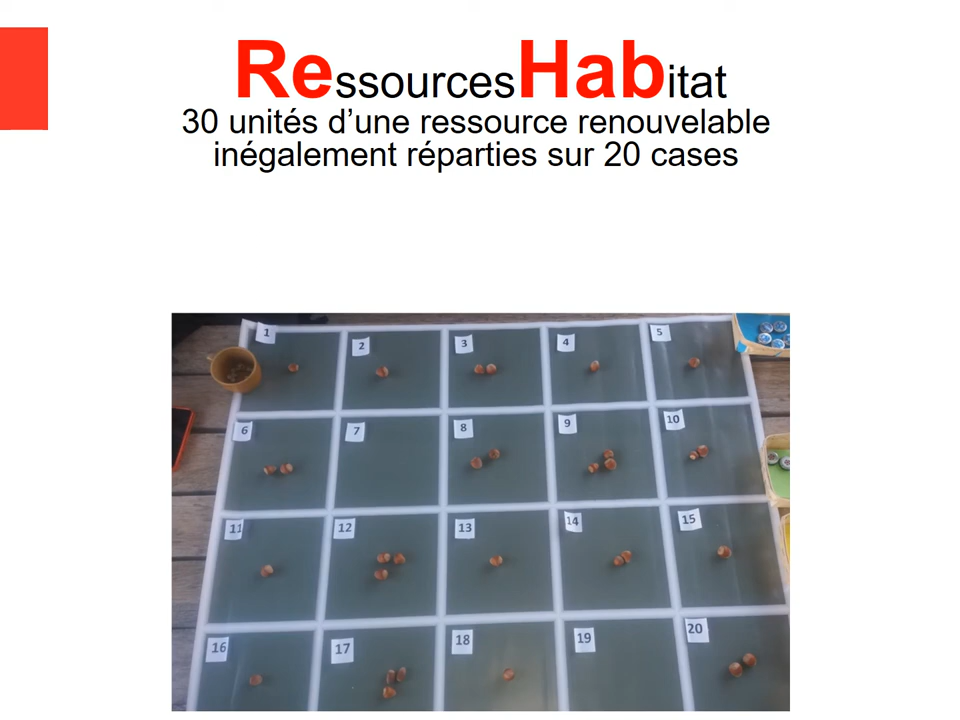 RessourcesHabitat
30 unités d’une ressource renouvelable
inégalement réparties sur 20 cases
1 2 3 4 5
6 7 8 9 10
11 12 13 14 15
16 17 18 19 20